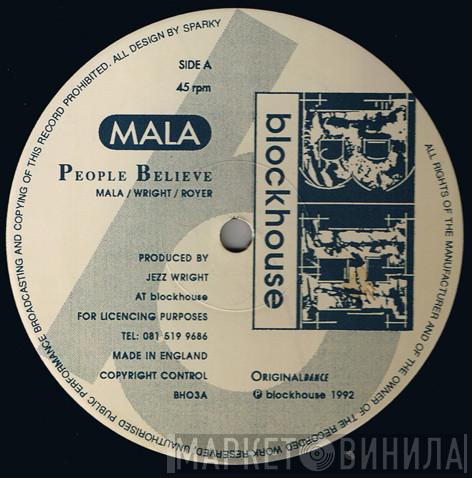 ALL RIGHTS OF THE MANUFACTURER AND OF THE OWNER OF THE RECORDED WORK RESERVED. UNAUTHORISED PUBLIC PERFORMANCE BROADCASTING AND COPYING OF THIS RECORD PROHIBITED. ALL DESIGN BY SPARKY
SIDE A
45 rpm
MALA
PEOPLE BELIEVE
MALA / WRIGHT / ROYER
blockhouse
BH
PRODUCED BY
JEZZ WRIGHT
AT blockhouse
FOR LICENCING PURPOSES
TEL: 081 519 9686
MADE IN ENGLAND
COPYRIGHT CONTROL
BHO3A
ORIGINALDANCE
℗ blockhouse 1992
МАРКЕТ ВИНИЛА